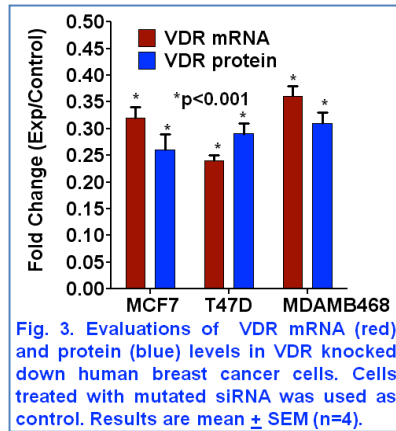 VDR mRNA
VDR protein
*p<0.001
Fold Change (Exp/Control)
0.50
0.45
0.40
0.35
0.30
0.25
0.20
0.15
0.10
0.05
0.00
* * * * * *
MCF7 T47D MDAMB468
Fig. 3. Evaluations of VDR mRNA (red)
and protein (blue) levels in VDR knocked
down human breast cancer cells. Cells
treated with mutated siRNA was used as
control. Results are mean ± SEM (n=4).